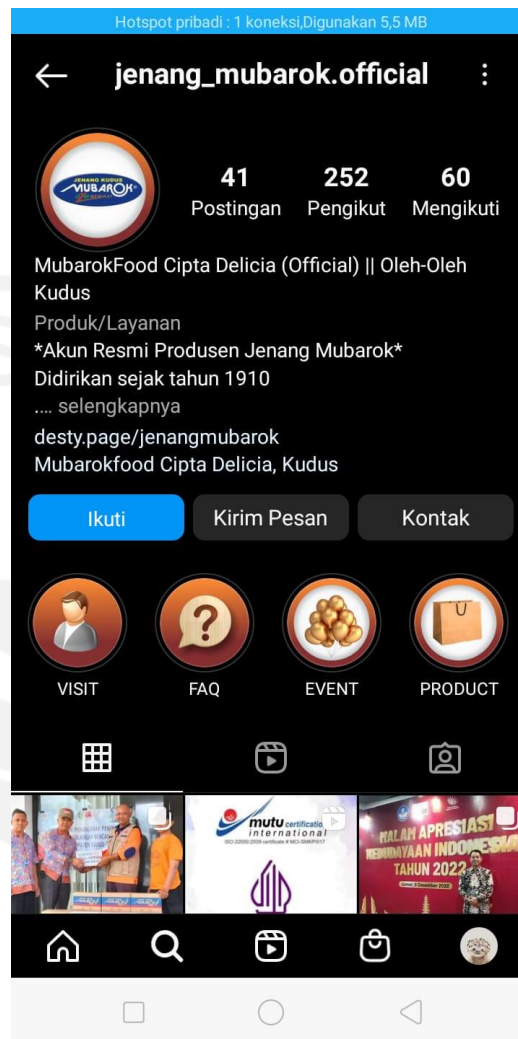 Hotspot pribadi : 1 koneksi,Digunakan 5,5 MB
jenang_mubarok.official
JENANG KUDUS
MUBAROK
41 252 60
Postingan Pengikut Mengikuti
MubarokFood Cipta Delicia (Official) || Oleh-Oleh
Kudus
Produk/Layanan
*Akun Resmi Produsen Jenang Mubarok*
Didirikan sejak tahun 1910
.... selengkapnya
desty.page/jenangmubarok
Mubarokfood Cipta Delicia, Kudus
Ikuti Kirim Pesan Kontak
?
VISIT FAQ EVENT PRODUCT
mutu certification
international
MALAM APRESIASI
KEBUDAYAAN INDONESIA
TAHUN 2022